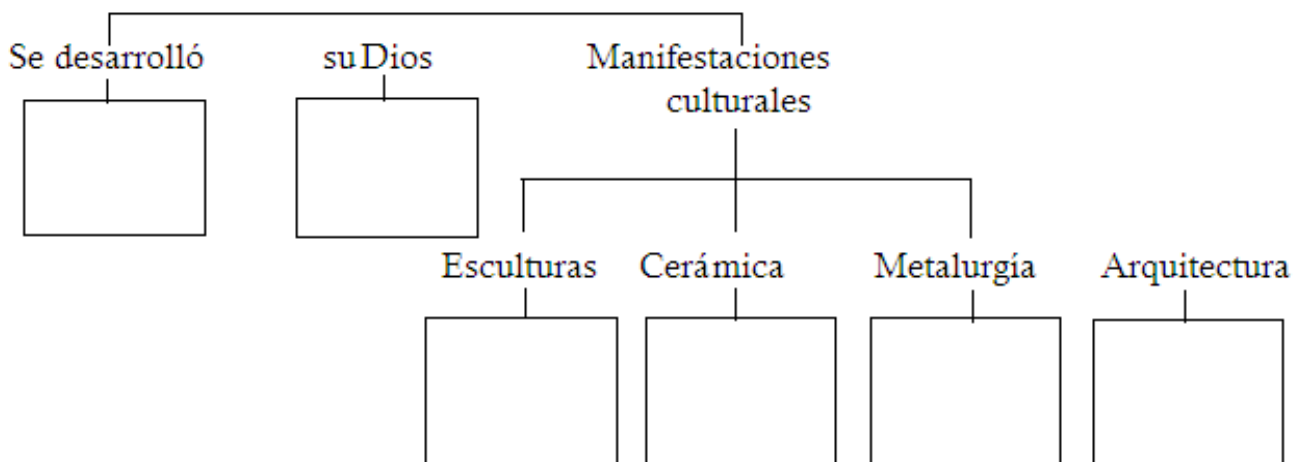 Se desarrolló
su Dios
Manifestaciones
culturales
Esculturas
Cerámica
Metalurgía
Arquitectura